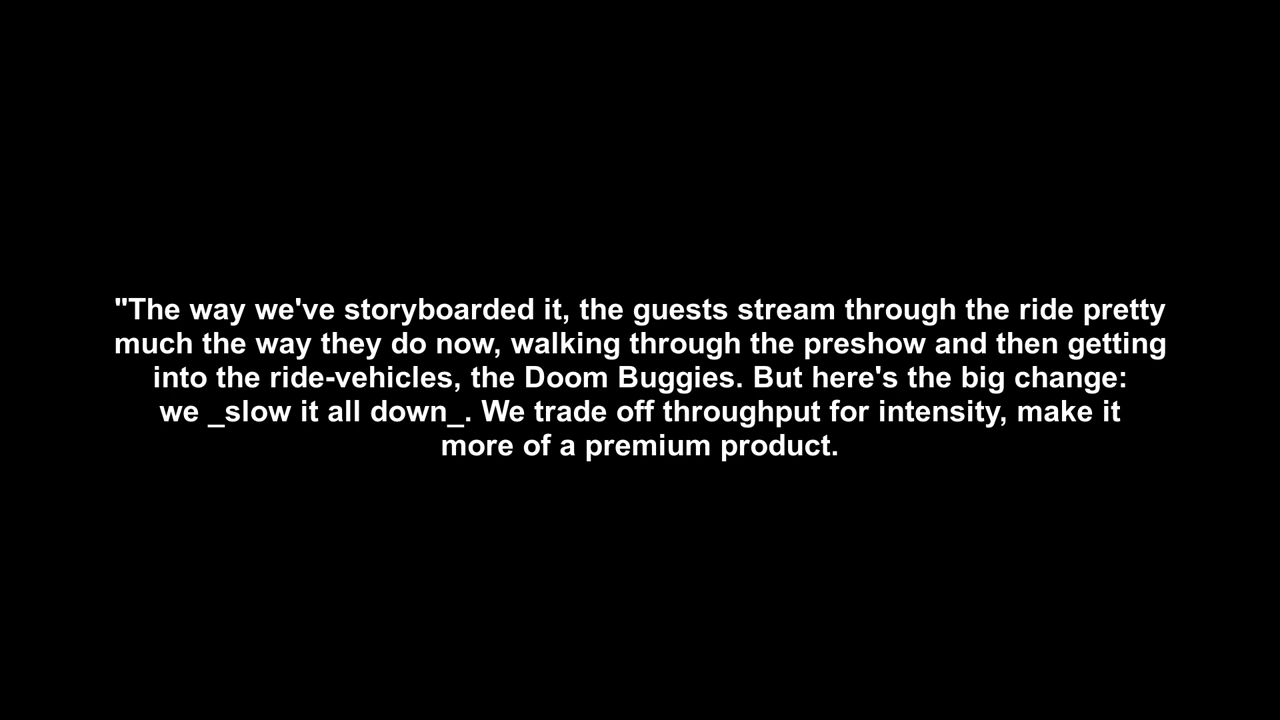 "The way we've storyboarded it, the guests stream through the ride pretty
much the way they do now, walking through the preshow and then getting
into the ride-vehicles, the Doom Buggies. But here's the big change:
we _slow it all down_. We trade off throughput for intensity, make it
more of a premium product.